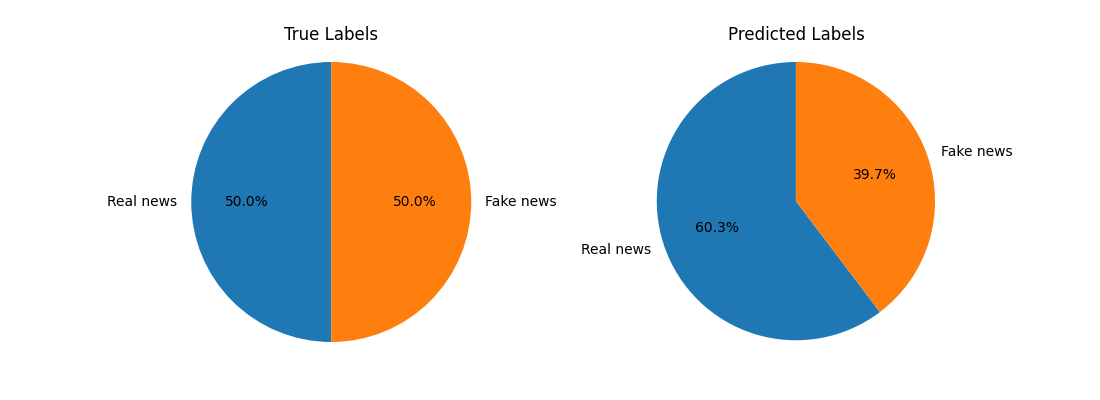 True Labels
Real news
50.0%
50.0%
Fake news
Predicted Labels
Fake news
39.7%
60.3%
Real news